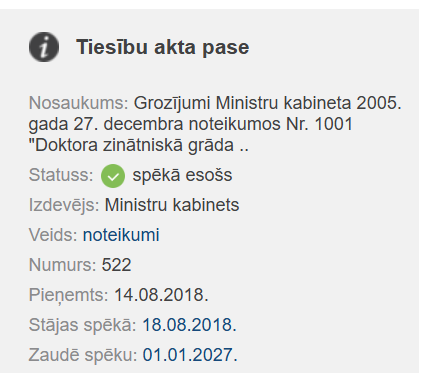 Tiesību akta pase
Nosaukums: Grozījumi Ministru kabineta 2005.
gada 27. decembra noteikumos Nr. 1001
"Doktora zinātniskā grāda ..
Statuss: spēkā esošs
Izdevējs: Ministru kabinets
Veids: noteikumi
Numurs: 522
Pieņemts: 14.08.2018.
Stājas spēkā: 18.08.2018.
Zaudē spēku: 01.01.2027.